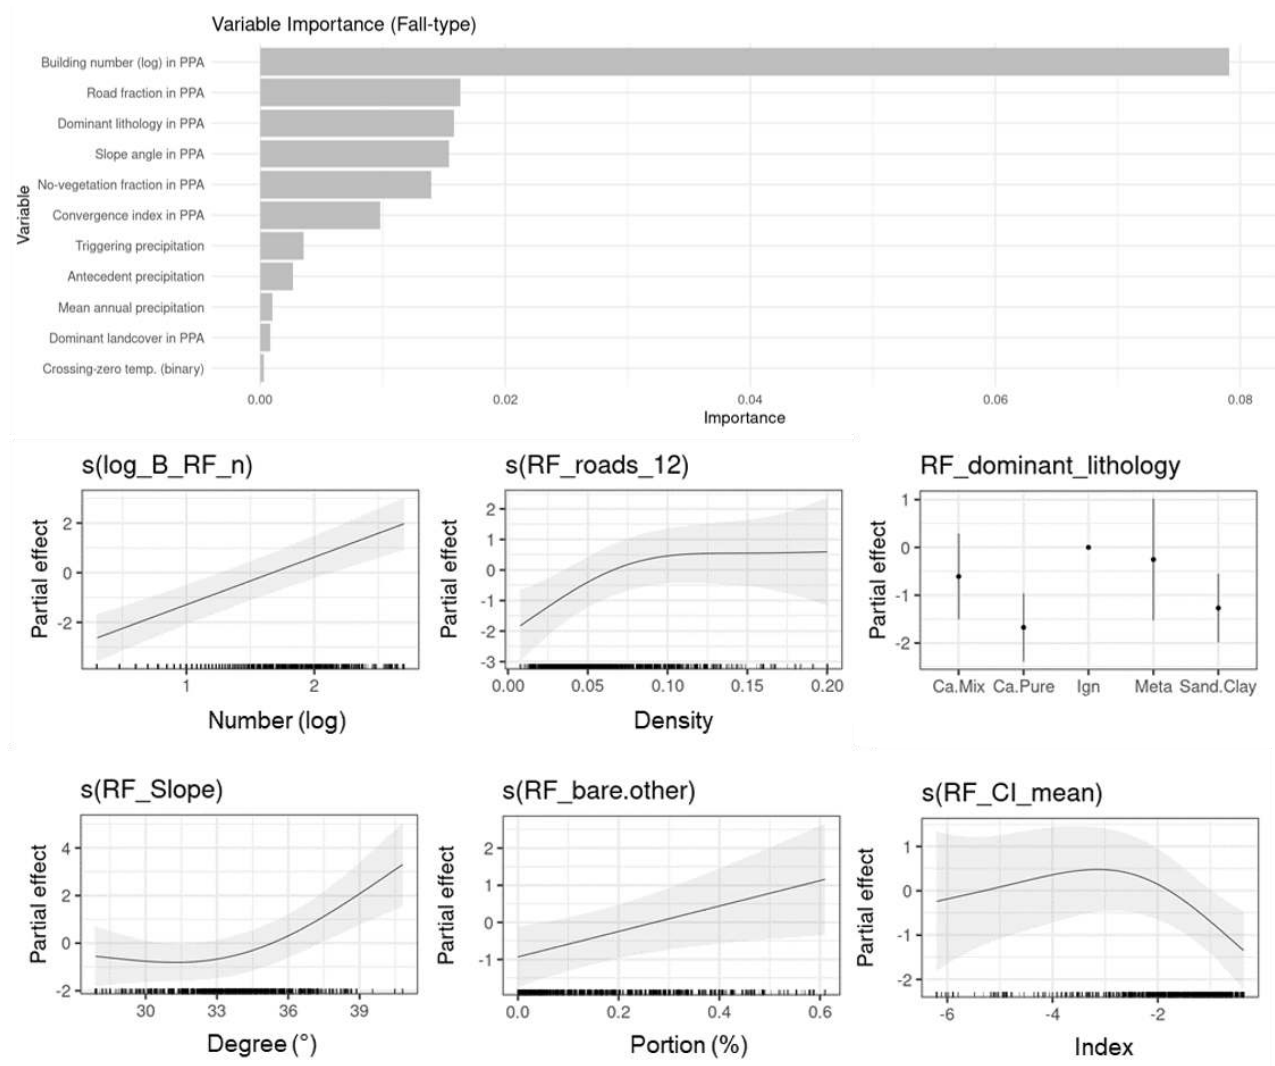 Variable Importance (Fall-type)
Variable
Building number (log) in PPA
Road fraction in PPA
Dominant lithology in PPA
Slope angle in PPA
No-vegetation fraction in PPA
Convergence index in PPA
Triggering precipitation
Antecedent precipitation
Mean annual precipitation
Dominant landcover in PPA
Crossing-zero temp. (binary)
0.00 0.02 0.04 0.06 0.08
Importance
s(log_B_RF_n)
Partial effect
2
0
-2
1 2
Number (log)
s(RF_roads_12)
Partial effect
2
1
0
-1
-2
-3
0.00 0.05 0.10 0.15 0.20
Density
RF_dominant_lithology
Partial effect
1
0
-1
-2
Ca.Mix Ca.Pure Ign Meta Sand.Clay
s(RF_Slope)
Partial effect
4
2
0
-2
30 33 36 39
Degree (°)
s(RF_bare.other)
Partial effect
2
1
0
-1
0.0 0.2 0.4 0.6
Portion (%)
s(RF_CI_mean)
Partial effect
1
0
-1
-2
-6 -4 -2
Index